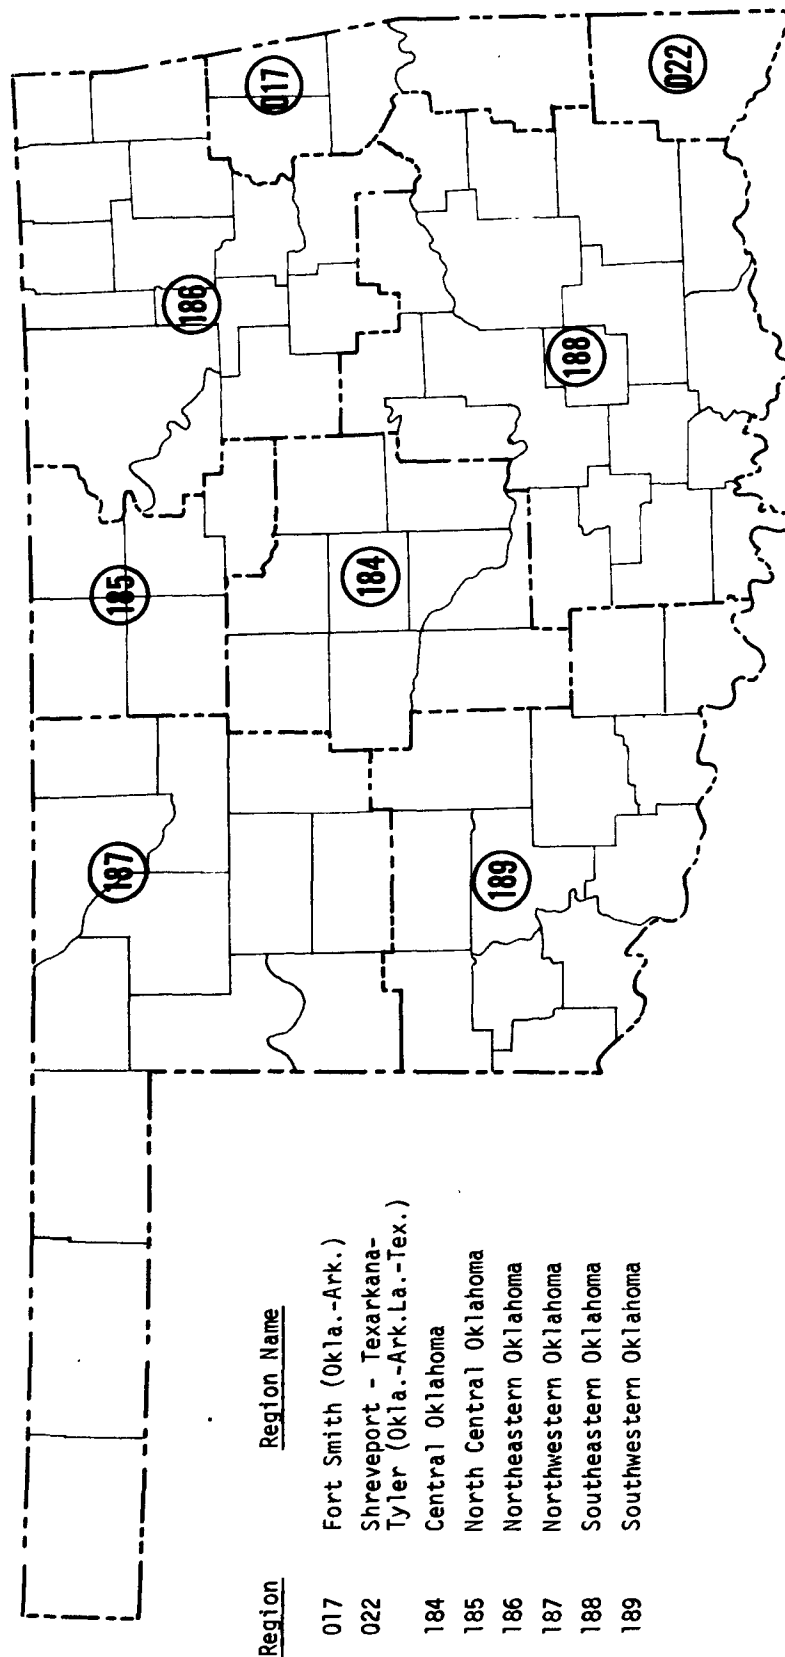 Region Region Name
017 Fort Smith (Okla.-Ark.)
022 Shreveport - Texarkana-
Tyler (Okla.-Ark.La.-Tex.)
184 Central Oklahoma
185 North Central Oklahoma
186 Northeastern Oklahoma
187 Northwestern Oklahoma
188 Southeastern Oklahoma
189 Southwestern Oklahoma
187
185
186
017
184
189
188
022